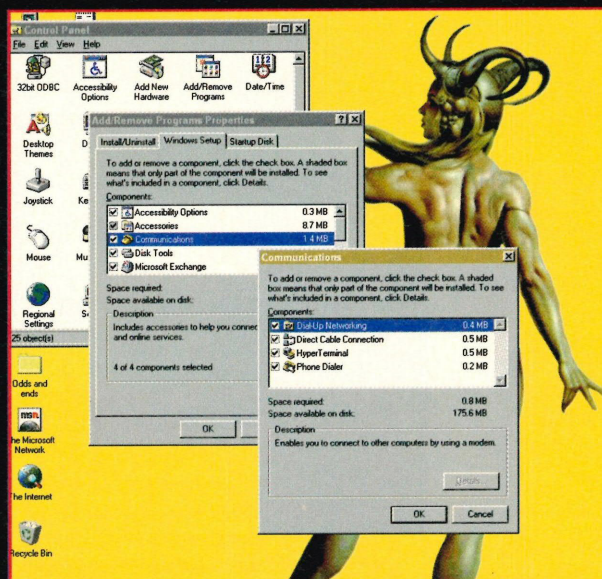 Control Panel
File Edit View Help
32bit ODBC
Accessibility
Options
Add New
Hardware
Add/Remove
Programs
Date/Time
Desktop
Themes
Joystick
Mouse
Regional
Settings
25 object(s)
Odds and
ends
msn.
he Microsoft
Network
he Internet
Recycle Bin
Add/Remove Programs Properties
Install/Uninstall Windows Setup Startup Disk
To add or remove a component, click the check box. A shaded box
means that only part of the component will be installed. To see
what's included in a component, click Details.
Components:
Accessibility Options 0.3 MB
Accessories 8.7 MB
Communications 1.4 MB
Disk Tools
Microsoft Exchange
Space required:
Space available on disk:
Description
Includes accessories to help you connec
and online services.
4 of 4 components selected
OK
Communications
To add or remove a component, click the check box. A shaded
box means that only part of the component will be installed. To see
what's included in a component, click Details.
Components:
Dial-Up Networking 0.4 MB
Direct Cable Connection 0.5 MB
HyperTerminal 0.5 MB
Phone Dialer 0.2 MB
Space required: 0.8 MB
Space available on disk: 175.6 MB
Description
Enables you to connect to other computers by using a modem.
Details...
OK Cancel